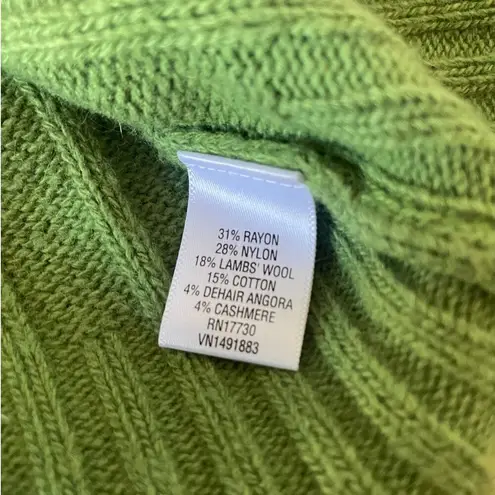 31% RAYON
28% NYLON
18% LAMBS' WOOL
15% COTTON
4% DEHAIR ANGORA
4% CASHMERE
RN17730
VN1491883